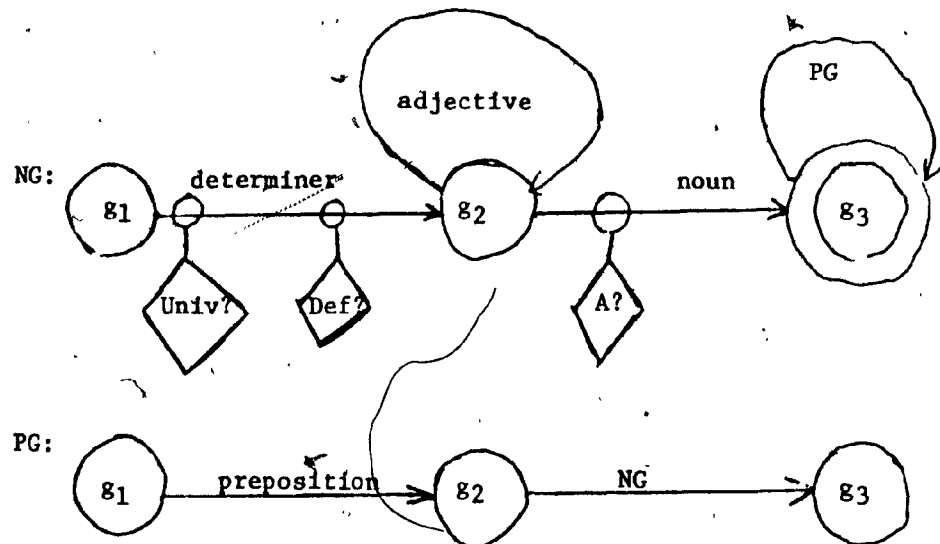 adjective
PG
NG:
g1
determiner
g2
noun
g3
Univ?
Def?
A?
PG:
g1
preposition
g2
NG
g3